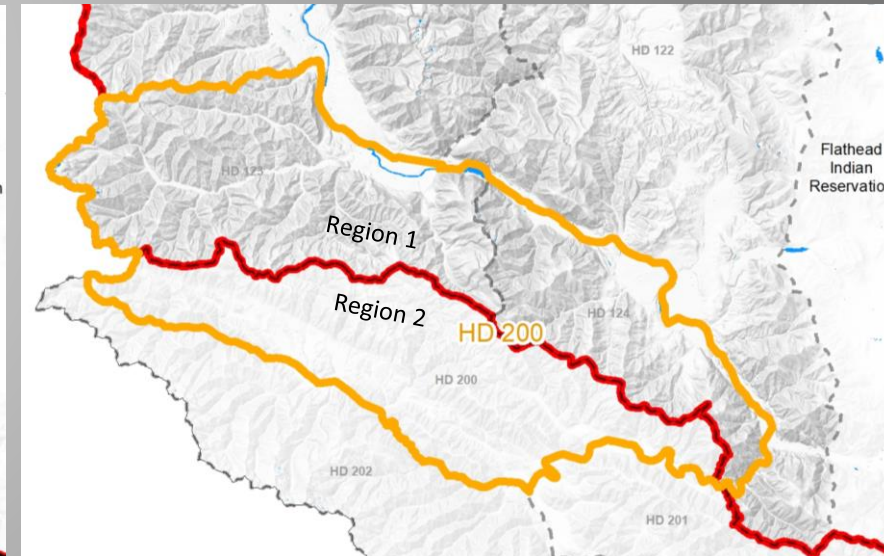 HD 122
Flathead
Indian
Reservatio
HD 123
Region 1
Region 2
HD 124
HD 200
HD 200
HD 202
HD 201